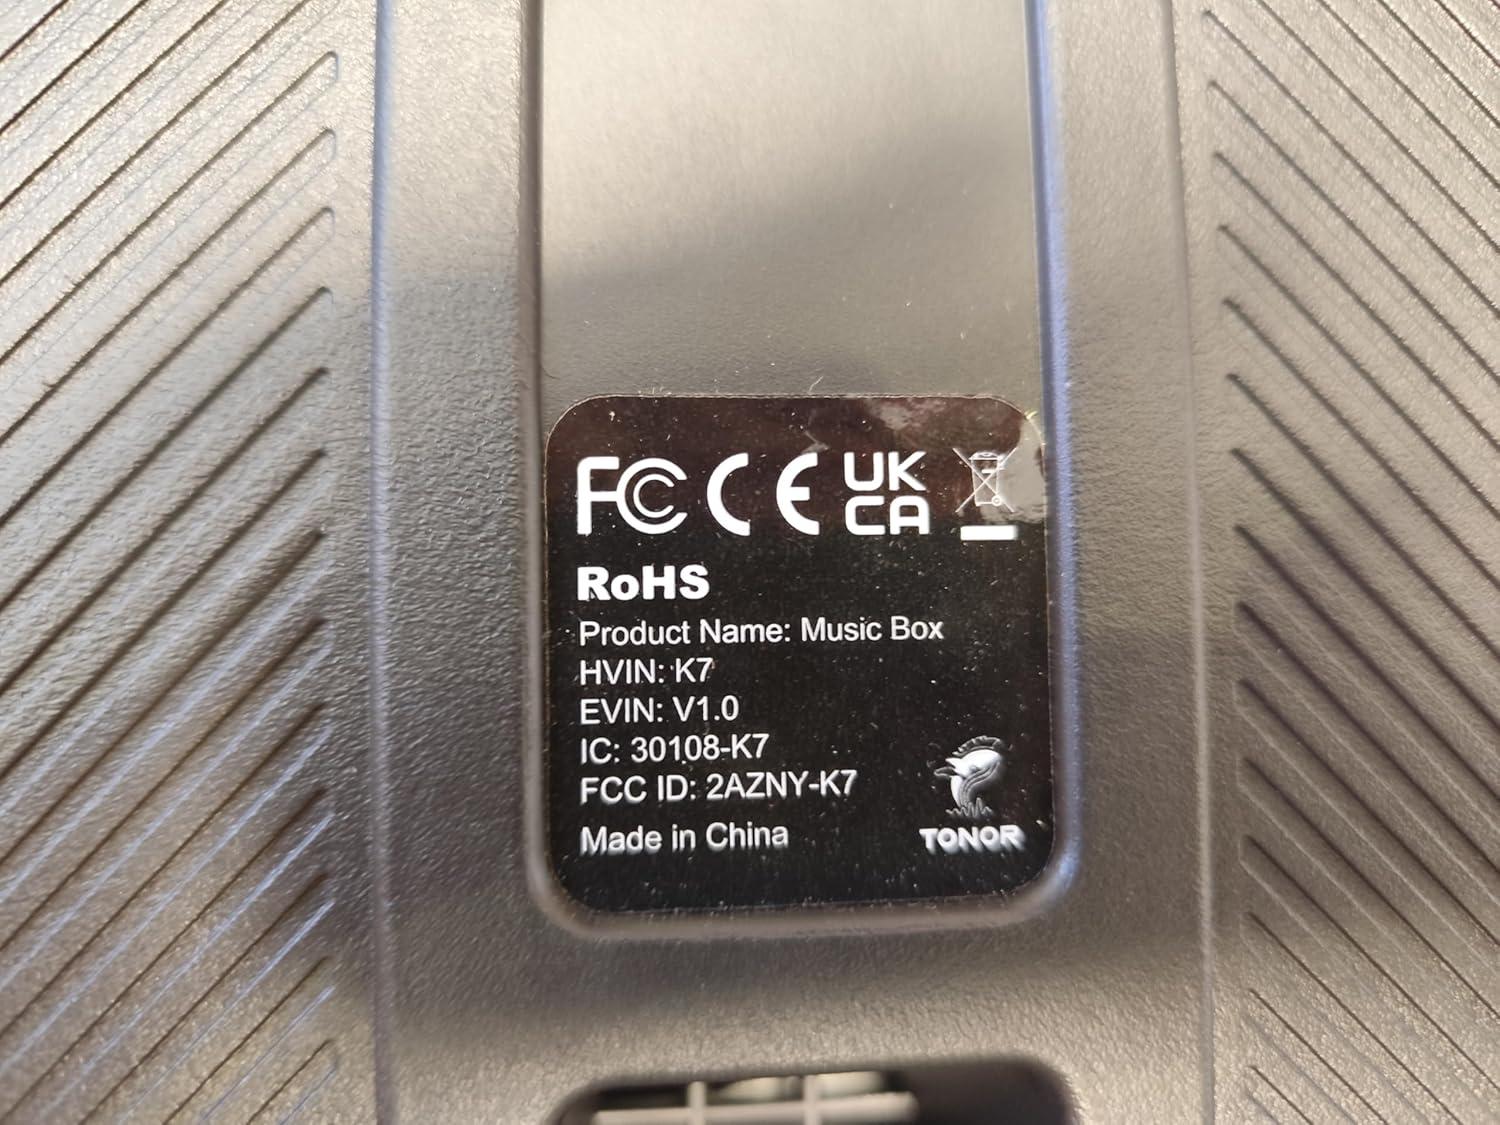 FC CE UK
CA
RoHS
Product Name: Music Box
HVIN: K7
EVIN: V1.0
IC: 30108-K7
FCC ID: 2AZNY-K7
Made in China
TONOR